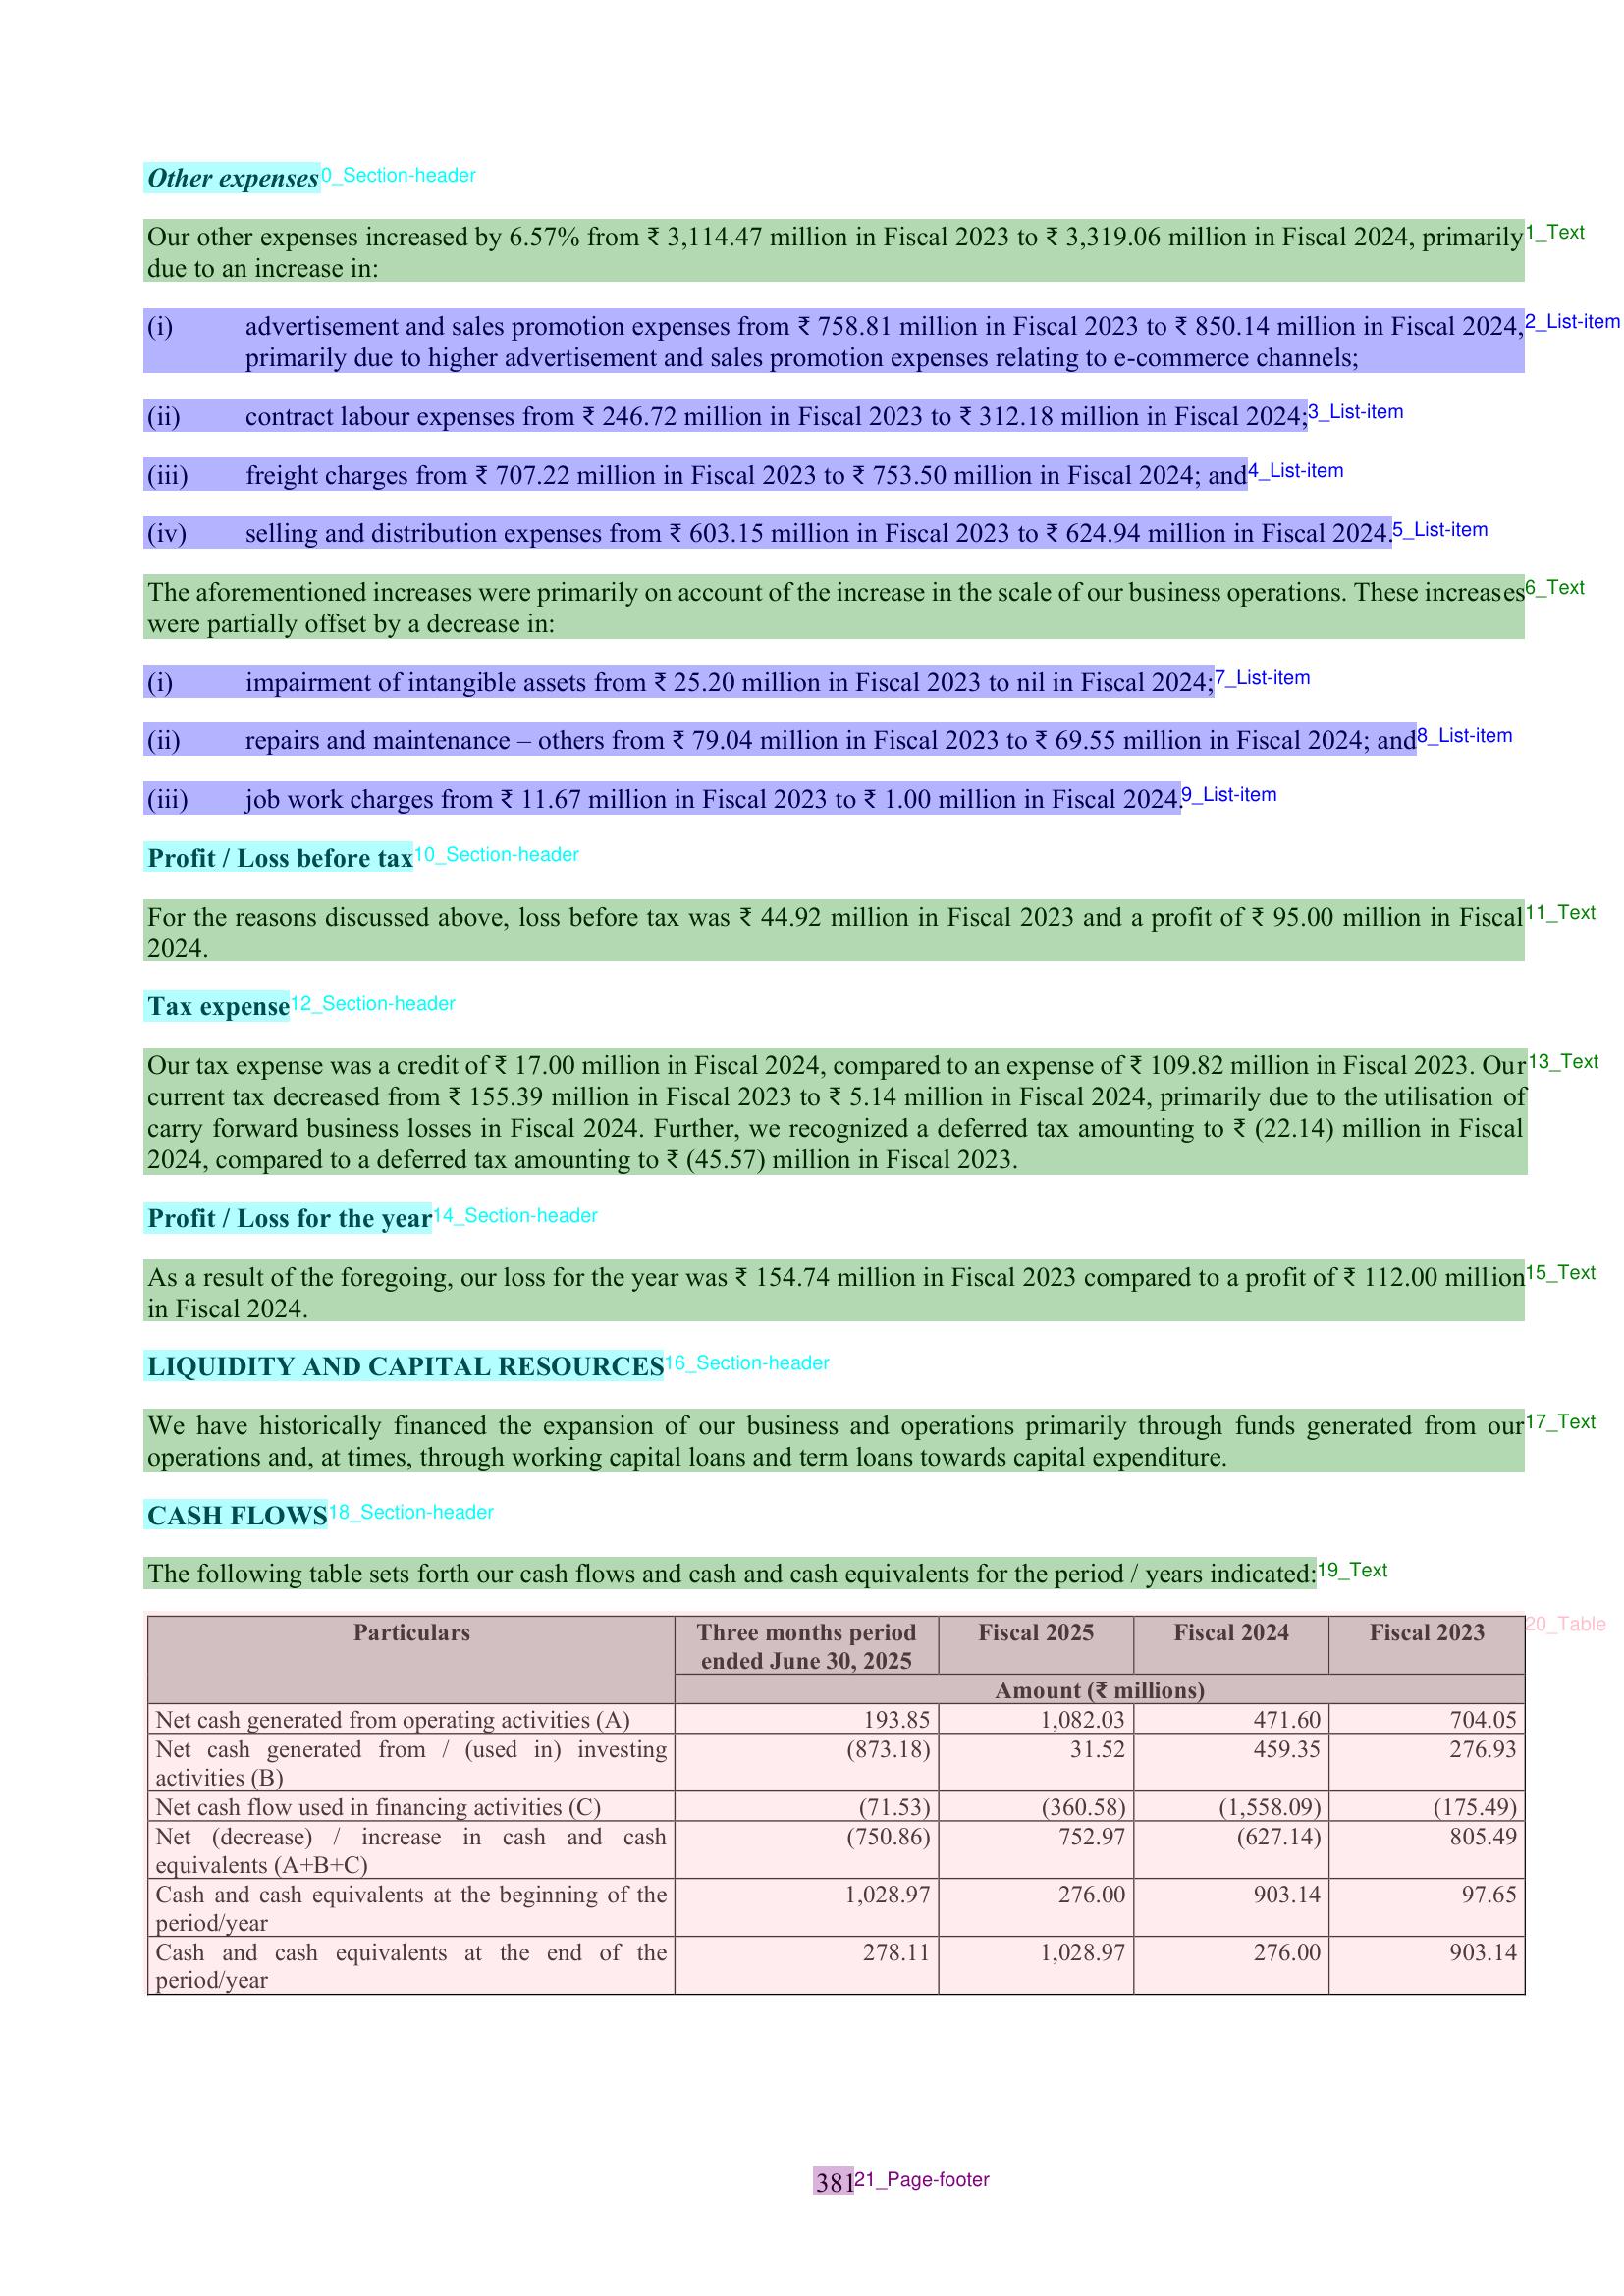 Other expenses 0_Section-header
Our other expenses increased by 6.57% from ₹ 3,114.47 million in Fiscal 2023 to ₹ 3,319.06 million in Fiscal 2024, primarily 1_Text
due to an increase in:
(i) advertisement and sales promotion expenses from ₹ 758.81 million in Fiscal 2023 to ₹ 850.14 million in Fiscal 2024, 2_List-item
primarily due to higher advertisement and sales promotion expenses relating to e-commerce channels;
(ii) contract labour expenses from ₹ 246.72 million in Fiscal 2023 to ₹ 312.18 million in Fiscal 2024; 3_List-item
(iii) freight charges from ₹ 707.22 million in Fiscal 2023 to ₹ 753.50 million in Fiscal 2024; and 4_List-item
(iv) selling and distribution expenses from ₹ 603.15 million in Fiscal 2023 to ₹ 624.94 million in Fiscal 2024. 5_List-item
The aforementioned increases were primarily on account of the increase in the scale of our business operations. These increases 6_Text
were partially offset by a decrease in:
(i) impairment of intangible assets from ₹ 25.20 million in Fiscal 2023 to nil in Fiscal 2024; 7_List-item
(ii) repairs and maintenance – others from ₹ 79.04 million in Fiscal 2023 to ₹ 69.55 million in Fiscal 2024; and 8_List-item
(iii) job work charges from ₹ 11.67 million in Fiscal 2023 to ₹ 1.00 million in Fiscal 2024. 9_List-item
Profit / Loss before tax 10_Section-header
For the reasons discussed above, loss before tax was ₹ 44.92 million in Fiscal 2023 and a profit of ₹ 95.00 million in Fiscal 11_Text
2024.
Tax expense 12_Section-header
Our tax expense was a credit of ₹ 17.00 million in Fiscal 2024, compared to an expense of ₹ 109.82 million in Fiscal 2023. Our 13_Text
current tax decreased from ₹ 155.39 million in Fiscal 2023 to ₹ 5.14 million in Fiscal 2024, primarily due to the utilisation of
carry forward business losses in Fiscal 2024. Further, we recognized a deferred tax amounting to ₹ (22.14) million in Fiscal
2024, compared to a deferred tax amounting to ₹ (45.57) million in Fiscal 2023.
Profit / Loss for the year 14_Section-header
As a result of the foregoing, our loss for the year was ₹ 154.74 million in Fiscal 2023 compared to a profit of ₹ 112.00 million 15_Text
in Fiscal 2024.
LIQUIDITY AND CAPITAL RESOURCES 16_Section-header
We have historically financed the expansion of our business and operations primarily through funds generated from our 17_Text
operations and, at times, through working capital loans and term loans towards capital expenditure.
CASH FLOWS 18_Section-header
The following table sets forth our cash flows and cash and cash equivalents for the period / years indicated: 19_Text
Particulars Three months period Fiscal 2025 Fiscal 2024 Fiscal 2023 20_Table
ended June 30, 2025
Amount (₹ millions)
Net cash generated from operating activities (A) 193.85 1,082.03 471.60 704.05
Net cash generated from / (used in) investing (873.18) 31.52 459.35 276.93
activities (B)
Net cash flow used in financing activities (C) (71.53) (360.58) (1,558.09) (175.49)
Net (decrease) / increase in cash and cash (750.86) 752.97 (627.14) 805.49
equivalents (A+B+C)
Cash and cash equivalents at the beginning of the 1,028.97 276.00 903.14 97.65
period/year
Cash and cash equivalents at the end of the 278.11 1,028.97 276.00 903.14
period/year
381 21_Page-footer